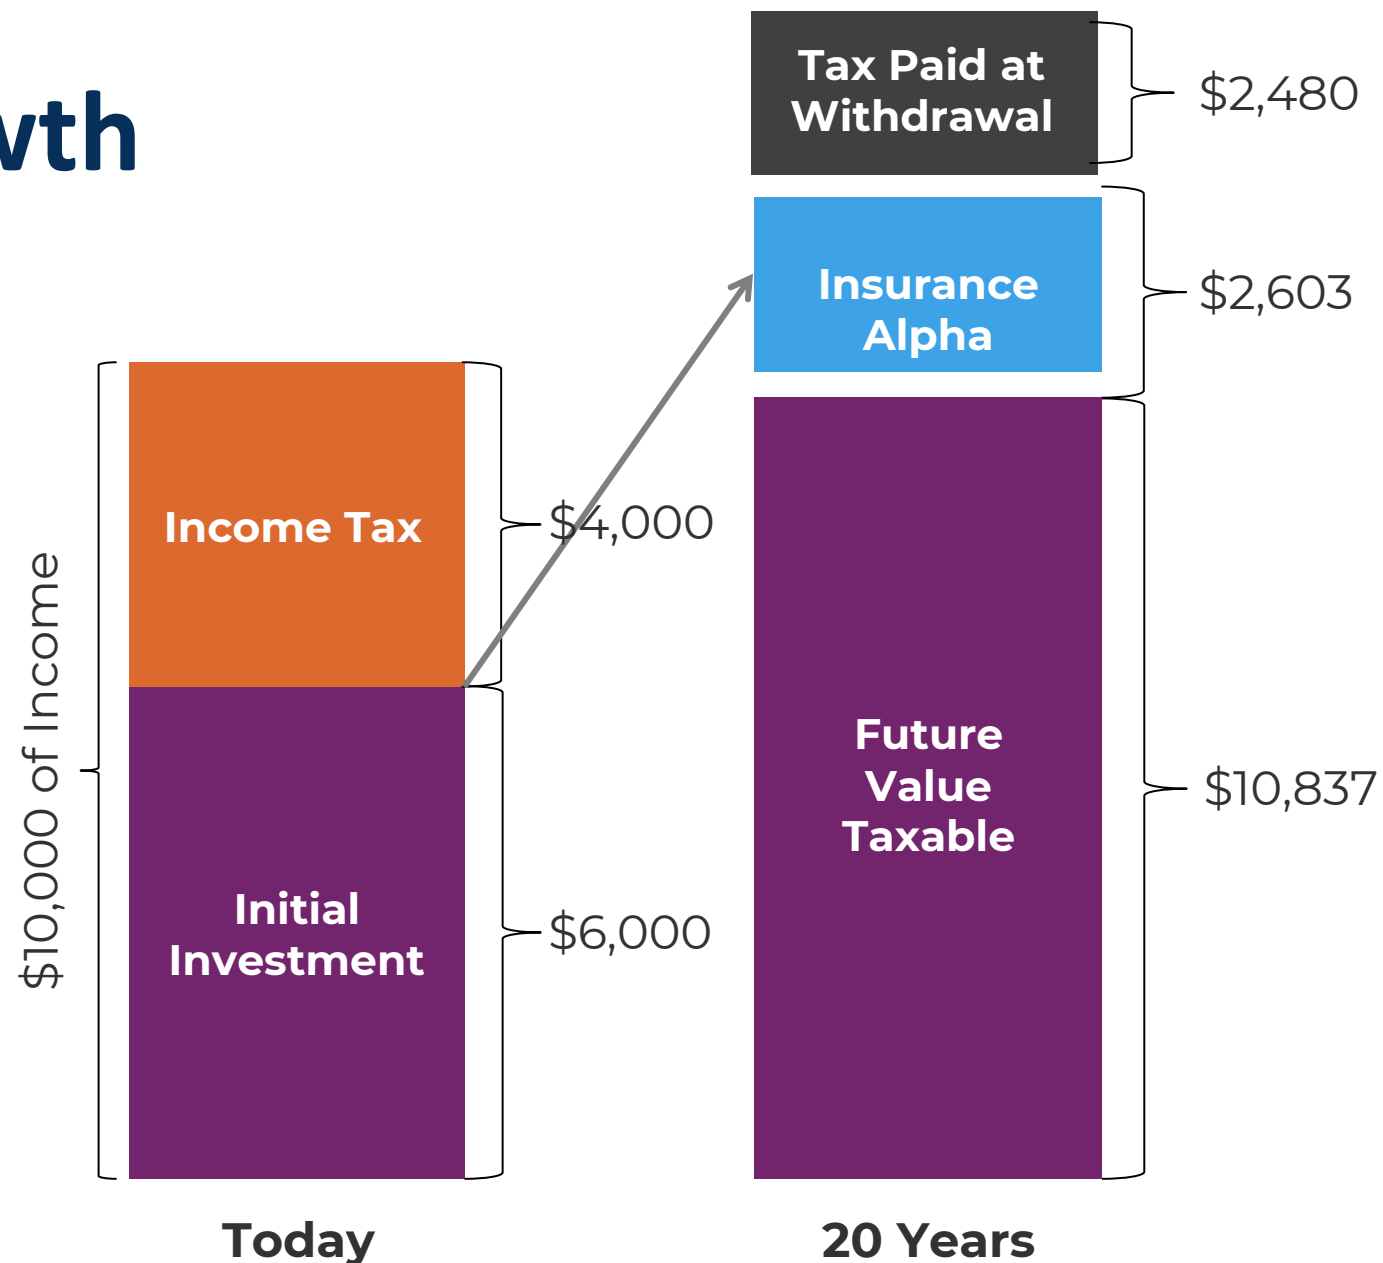 wth
Tax Paid at
Withdrawal
$2,480
Insurance
Alpha
$2,603
Income Tax
$4,000
$10,000 of Income
Initial
Investment
$6,000
Future
Value
Taxable
$10,837
Today
20 Years